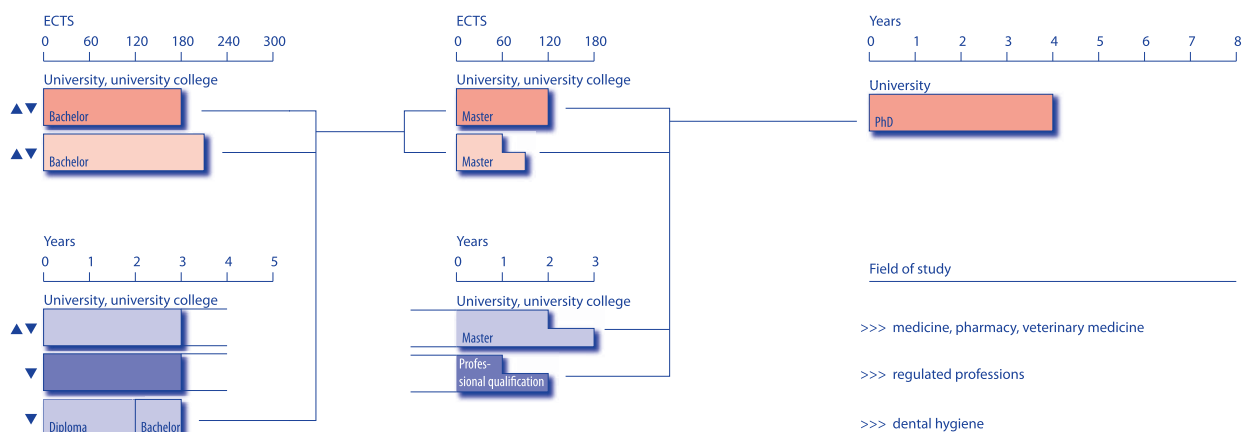 ECTS
0 60 120 180 240 300
University, university college
Bachelor
Bachelor
Years
0 1 2 3 4 5
University, university college
Diploma
Bachelor
ECTS
0 60 120 180
University, university college
Master
Master
Years
0 1 2 3
University, university college
Master
Profes-
sional qualification
Years
0 1 2 3 4 5 6 7 8
University
PhD
Field of study
>>> medicine, pharmacy, veterinary medicine
>>> regulated professions
>>> dental hygiene